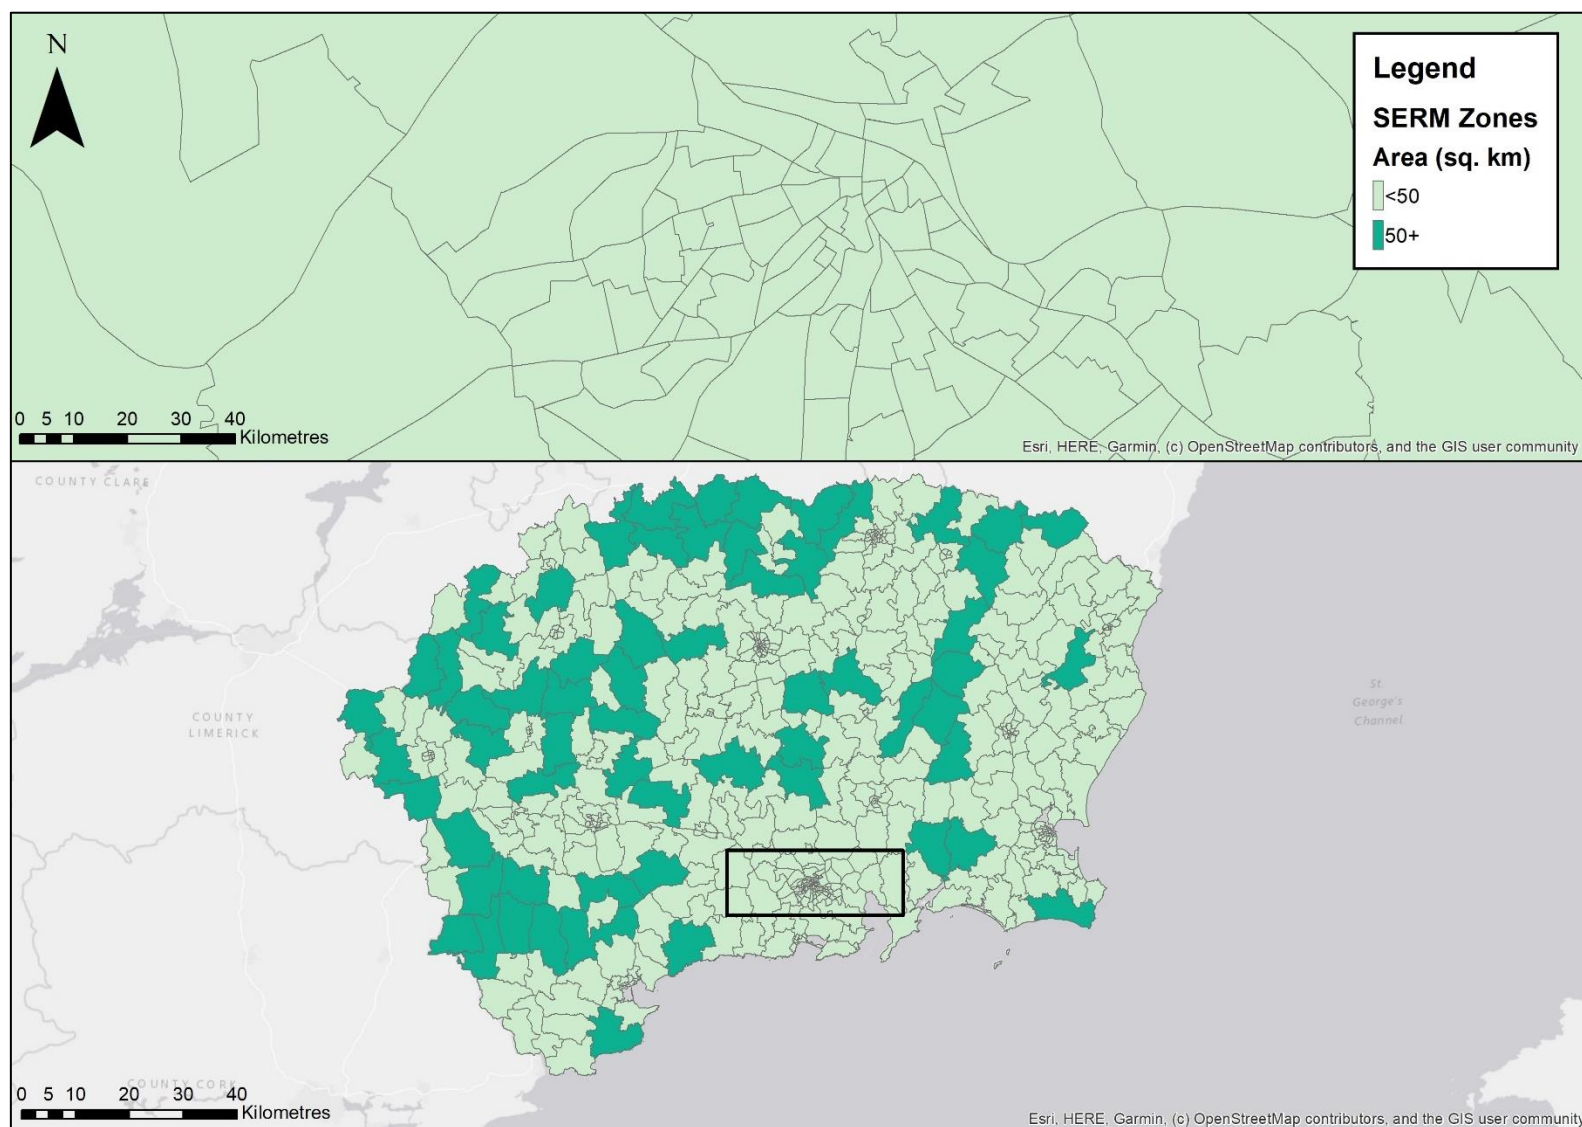 N
Legend
SERM Zones
Area (sq. km)
<50
50+
0 5 10 20 30 40
Kilometres
Esri, HERE, Garmin, (c) OpenStreetMap contributors, and the GIS user community
COUNTY CLARE
COUNTY
LIMERICK
St.
George's
Channel
COUNTY CORK
0 5 10 20 30 40
Kilometres
Esri, HERE, Garmin, (c) OpenStreetMap contributors, and the GIS user community